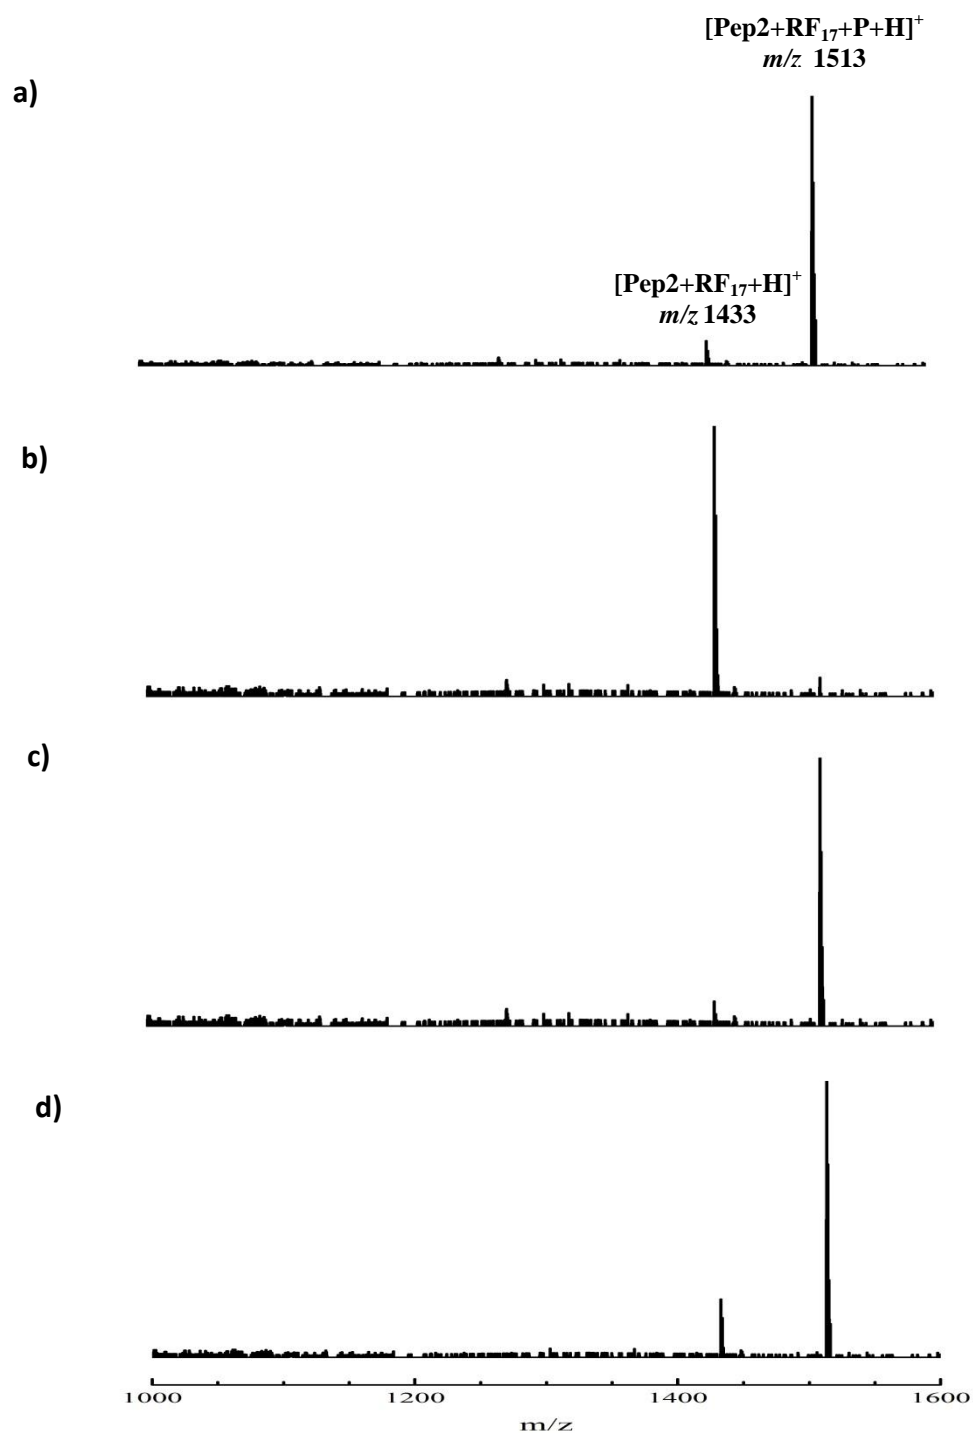 [Pep2+RF₁₇+P+H]⁺
m/z 1513
a)
[Pep2+RF₁₇+H]⁺
m/z 1433
b)
c)
d)
1000 1200 1400 1600
m/z